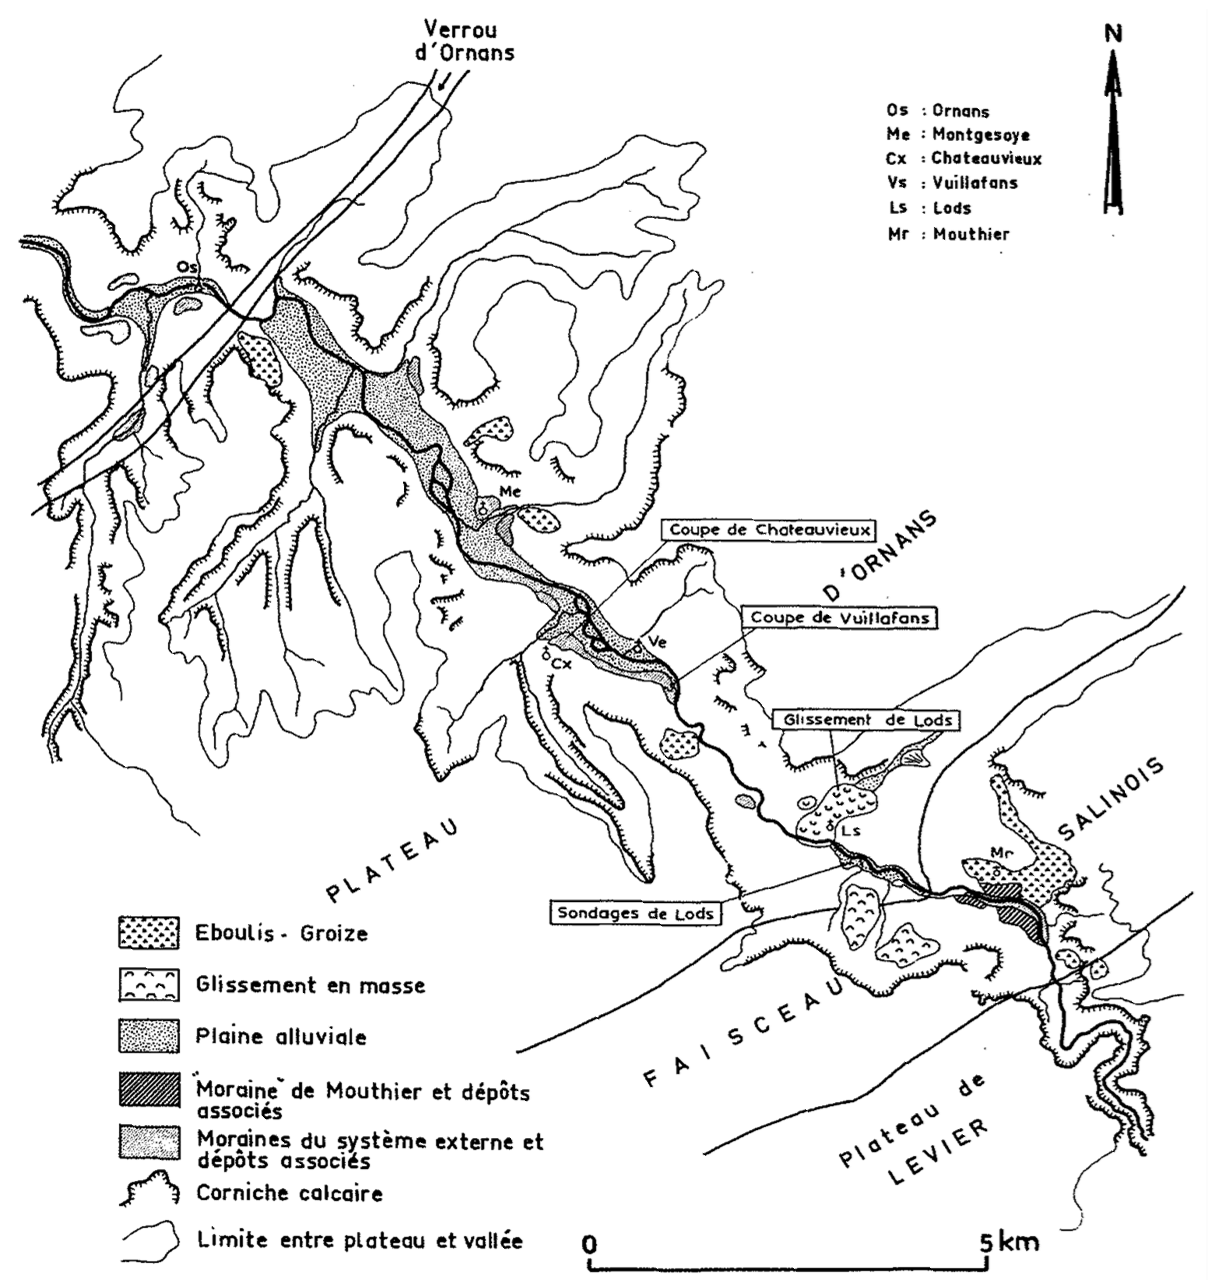 Verrou
d'Ornans
N
Os : Ornans
Me : Montgesoye
Cx : Chateauvieux
Vs : Vuillafans
Ls : Lods
Mr : Mouthier
Os
Me
Coupe de Chateauvieux
D'ORNANS
Coupe de Vuillafans
Ve
Cx
Glissement de Lods
SALINOIS
Ls
Mr
PLATEAU
Sondages de Lods
FAISCEAU
Plateau de
LEVIER
Eboulis - Groize
Glissement en masse
Plaine alluviale
"Moraine" de Mouthier et dépôts
associés
Moraines du système externe et
dépôts associés
Corniche calcaire
Limite entre plateau et vallée
0 5 km